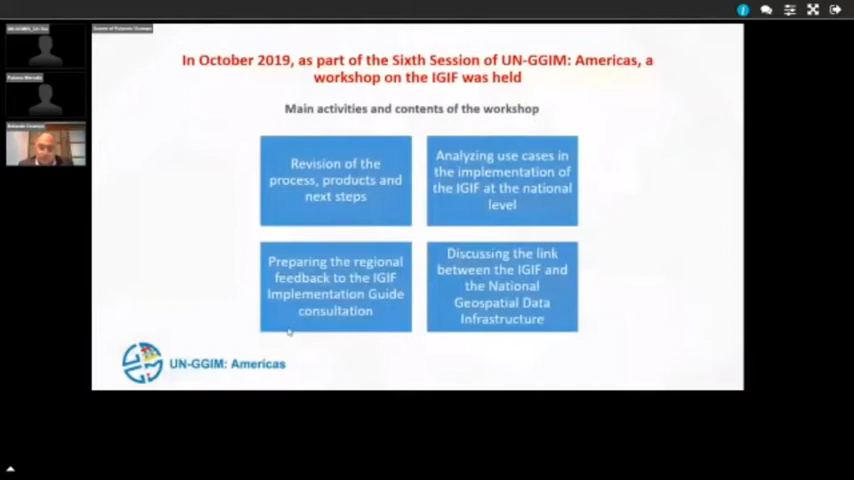 In October 2019, as part of the Sixth Session of UN-GGIM: Americas, a
workshop on the IGIF was held
Main activities and contents of the workshop
Revision of the
process, products and
next steps
Analyzing use cases in
the implementation of
the IGIF at the national
level
Preparing the regional
feedback to the IGIF
Implementation Guide
consultation
Discussing the link
between the IGIF and
the National
Geospatial Data
Infrastructure
UN-GGIM: Americas